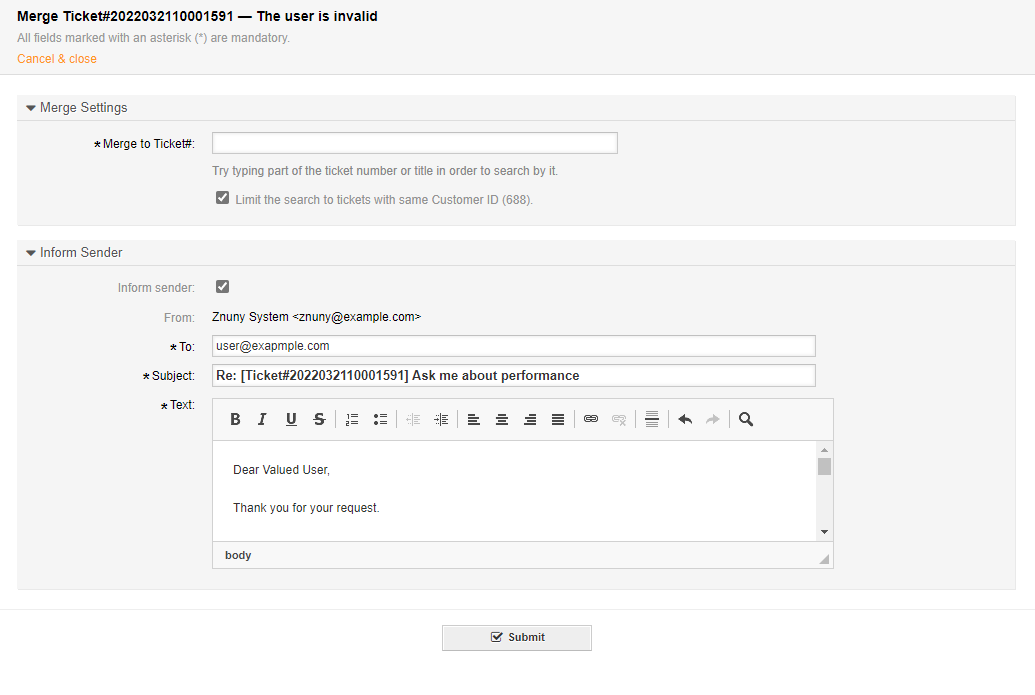 Merge Ticket#2022032110001591 — The user is invalid
All fields marked with an asterisk (*) are mandatory.
Cancel & close
Merge Settings
* Merge to Ticket#:
Try typing part of the ticket number or title in order to search by it.
Limit the search to tickets with same Customer ID (688).
Inform Sender
Inform sender:
From: Znuny System <znuny@example.com>
* To: user@exapmple.com
* Subject: Re: [Ticket#2022032110001591] Ask me about performance
* Text:
B I U S
Dear Valued User,
Thank you for your request.
body
Submit